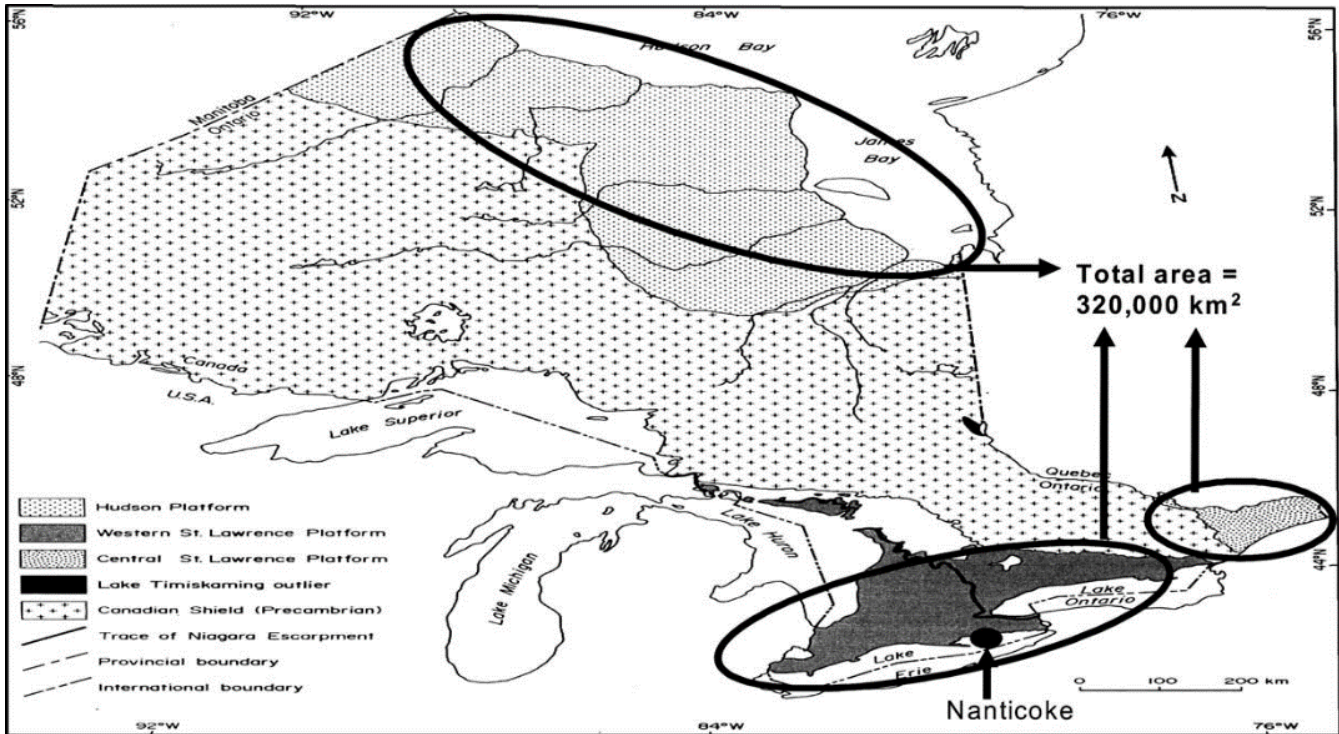 92°W
84°W
76°W
56°N
56°N
Hudson Bay
Manitoba
Ontario
James
Bay
52°N
52°N
N
Total area =
320,000 km²
48°N
48°N
Canada
U.S.A.
Lake Superior
Quebec
Ontario
Lake Huron
Lake Michigan
44°N
Lake
Ontario
Lake
Erie
Hudson Platform
Western St. Lawrence Platform
Central St. Lawrence Platform
Lake Timiskaming outlier
Canadian Shield (Precambrian)
Trace of Niagara Escarpment
Provincial boundary
International boundary
0 100 200 km
Nanticoke
92°W
84°W
76°W